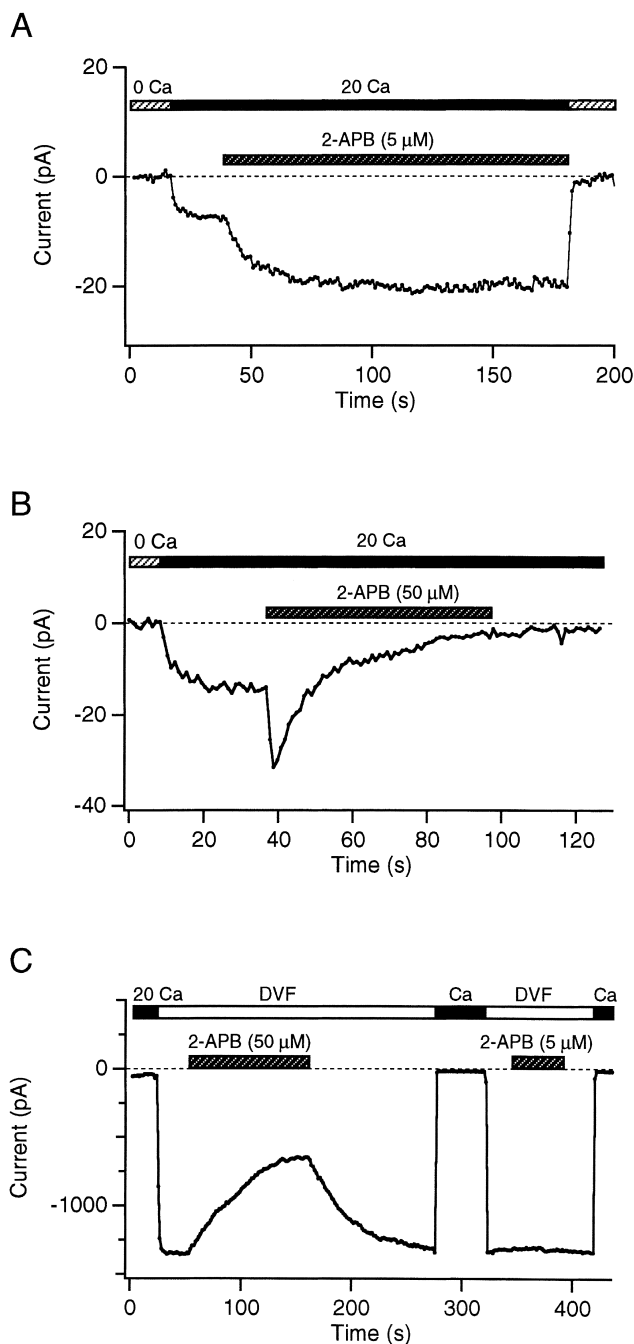 A
20
0 Ca
20 Ca
2-APB (5 μM)
0
-20
Current (pA)
0
50
100
150
200
Time (s)
B
20
0 Ca
20 Ca
2-APB (50 μM)
0
-20
-40
Current (pA)
0
20
40
60
80
100
120
Time (s)
C
20 Ca
DVF
Ca
DVF
Ca
2-APB (50 μM)
2-APB (5 μM)
0
-1000
Current (pA)
0
100
200
300
400
Time (s)